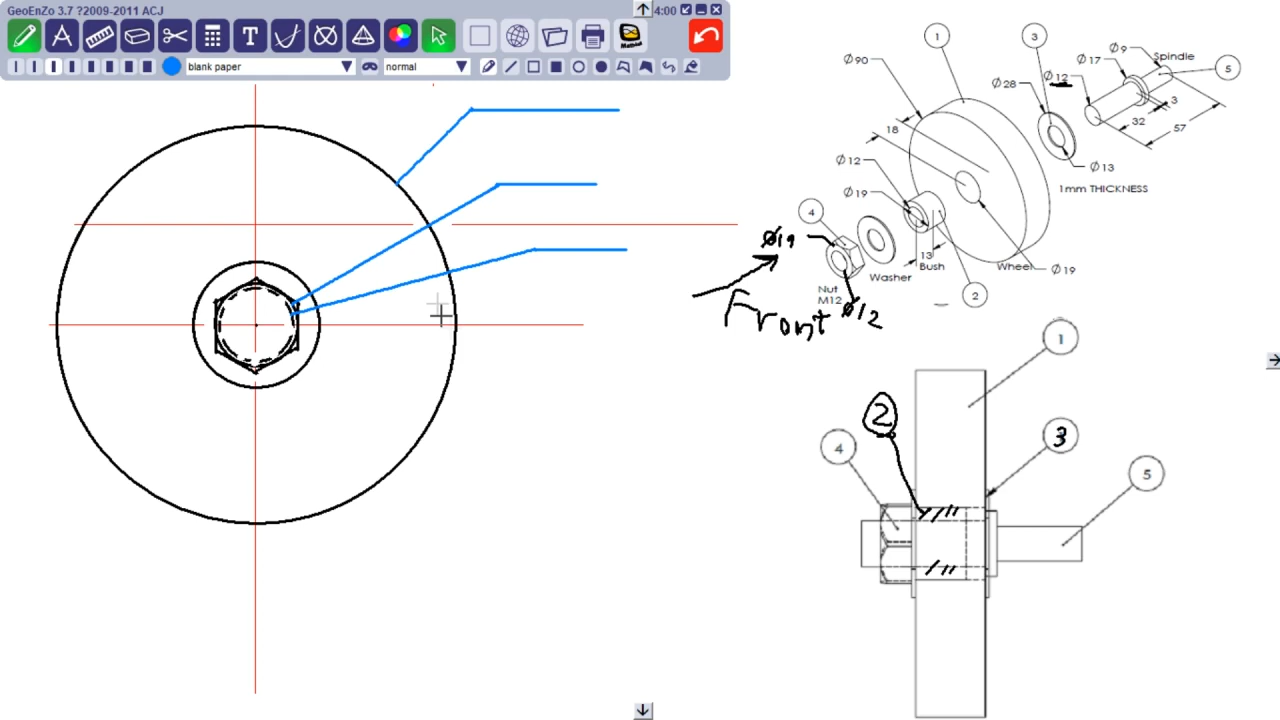 GeoEnZo 3.7 ?2009-2011 ACJ
4:00
T
Mathlet
blank paper
normal
1
3
Ø9
Spindle
Ø90
Ø17
5
Ø12
Ø28
3
18
32
57
Ø12
Ø13
Ø19
1mm THICKNESS
4
Ø19
13
Bush
Wheel
Ø19
Washer
Nut
M12
2
Ø12
Front
1
2
4
3
5